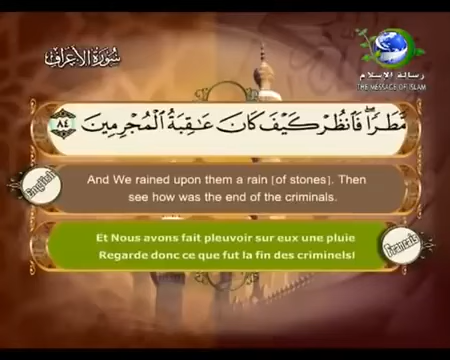 سورة الأعراف
رسالة الإسلام
THE MESSAGE OF ISLAM
مَّطَرًا ۖ فَانظُرْ كَيْفَ كَانَ عَاقِبَةُ الْمُجْرِمِينَ ٨٤
English
And We rained upon them a rain [of stones]. Then
see how was the end of the criminals.
Et Nous avons fait pleuvoir sur eux une pluie
Regarde donc ce que fut la fin des criminels!
Français